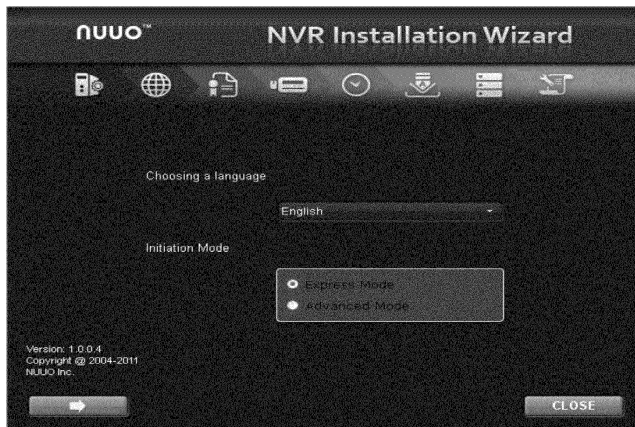 nuuo™
NVR Installation Wizard
Choosing a language
English
Initiation Mode
Express Mode
Advanced Mode
Version: 1.0.0.4
Copyright @ 2004-2011
NUUO Inc.
CLOSE